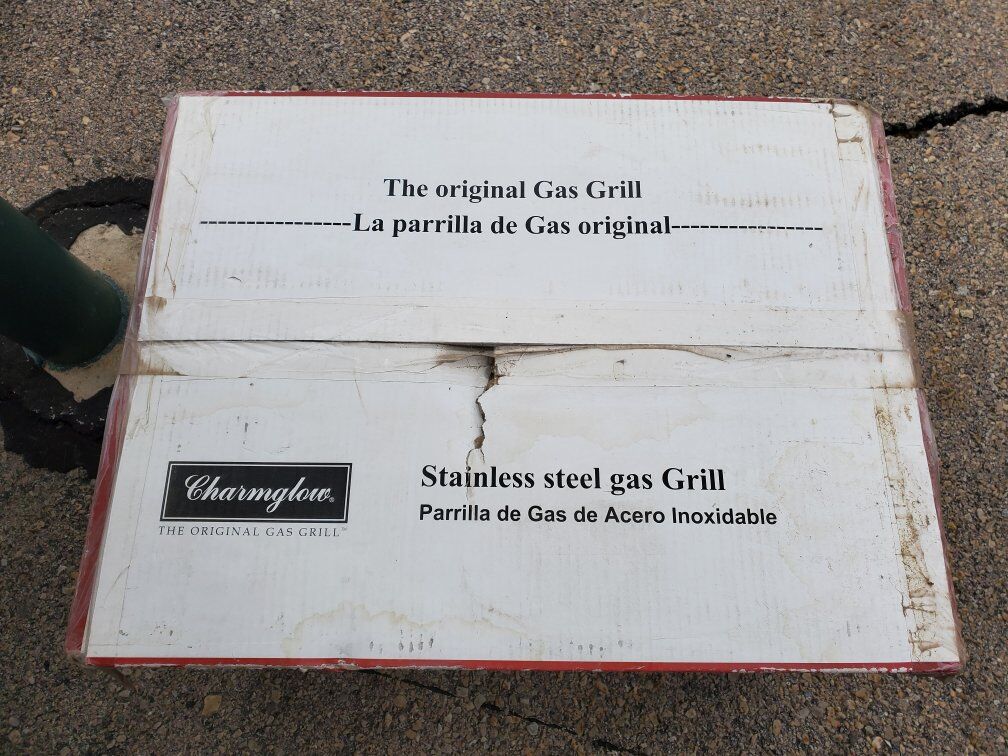 The original Gas Grill
-----------------La parrilla de Gas original-----------------
Charmglow®
THE ORIGINAL GAS GRILL™
Stainless steel gas Grill
Parrilla de Gas de Acero Inoxidable